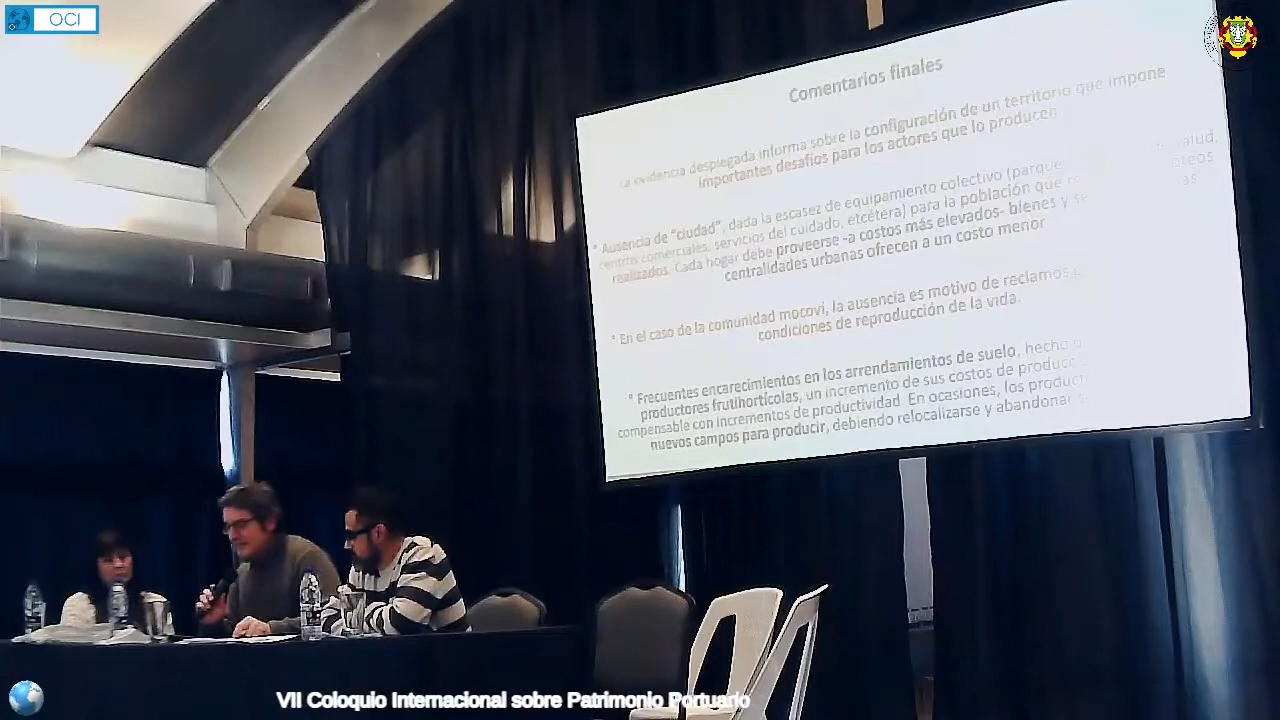 OCI
Comentarios finales
La evidencia desplegada informa sobre la configuración de un territorio que impone
importantes desafíos para los actores que lo producen
* Ausencia de "ciudad", dada la escasez de equipamiento colectivo (parques salud,
centros comerciales, servicios del cuidado, etcétera) para la población que
realizados. Cada hogar debe proveerse -a costos más elevados- bienes y
centralidades urbanas ofrecen a un costo menor
* En el caso de la comunidad mocoví, la ausencia es motivo de reclamos
condiciones de reproducción de la vida.
* Frecuentes encarecimientos en los arrendamientos de suelo, hecho
productores frutihortícolas, un incremento de sus costos de
compensable con incrementos de productividad. En ocasiones, los
nuevos campos para producir, debiendo relocalizarse y abandonar
VII Coloquio Internacional sobre Patrimonio Portuario